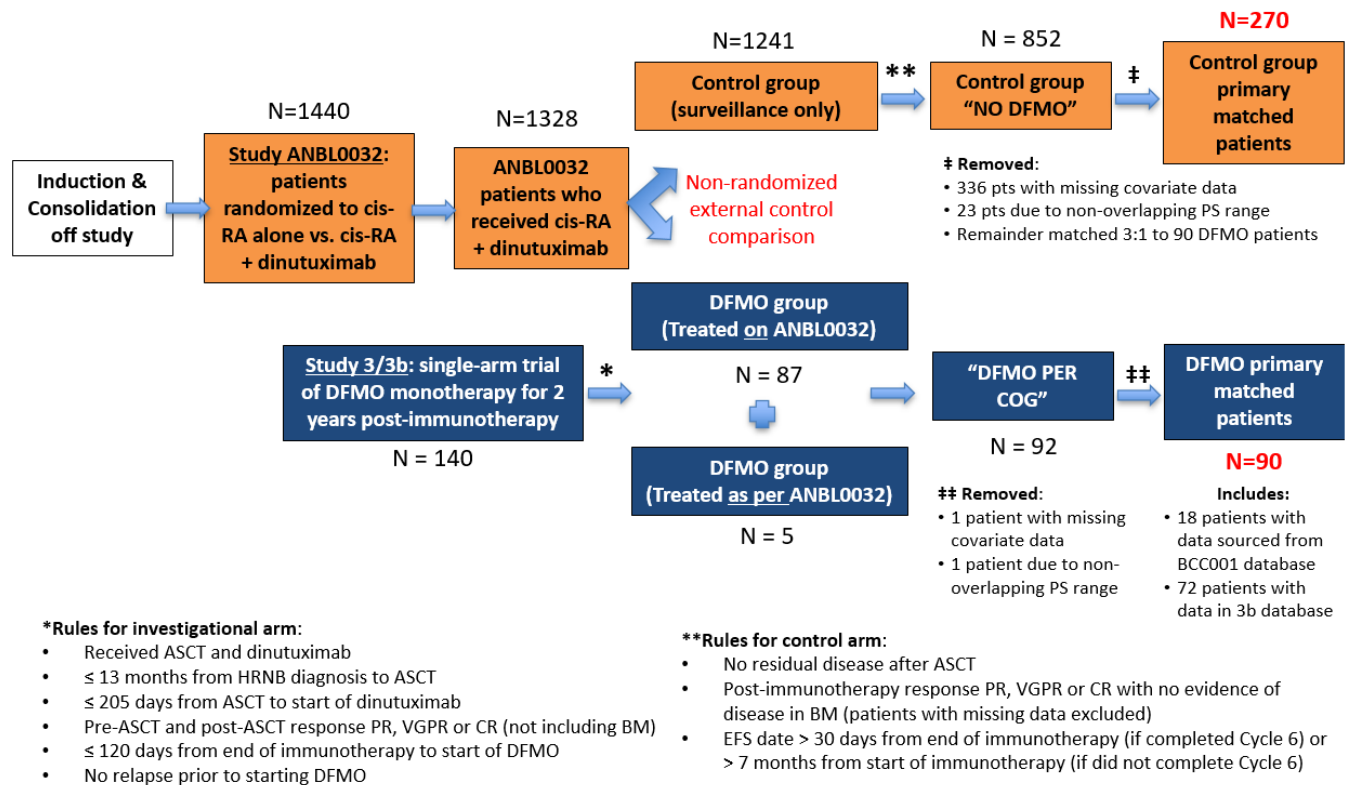 N=1440
N=1328
N=1241
N = 852
N=270
Induction &
Consolidation
off study
Study ANBL0032:
patients
randomized to cis-
RA alone vs. cis-RA
+ dinutuximab
ANBL0032
patients who
received cis-RA
+ dinutuximab
Control group
(surveillance only)
**
Control group
“NO DFMO”
‡
Control group
primary
matched
patients
Non-randomized
external control
comparison
‡ Removed:
• 336 pts with missing covariate data
• 23 pts due to non-overlapping PS range
• Remainder matched 3:1 to 90 DFMO patients
Study 3/3b: single-arm trial
of DFMO monotherapy for 2
years post-immunotherapy
N = 140
*
DFMO group
(Treated on ANBL0032)
N = 87
DFMO group
(Treated as per ANBL0032)
N = 5
“DFMO PER
COG”
N = 92
‡‡
DFMO primary
matched
patients
N=90
‡‡ Removed:
• 1 patient with missing
covariate data
• 1 patient due to non-
overlapping PS range
Includes:
• 18 patients with
data sourced from
BCC001 database
• 72 patients with
data in 3b database
*Rules for investigational arm:
• Received ASCT and dinutuximab
• ≤ 13 months from HRNB diagnosis to ASCT
• ≤ 205 days from ASCT to start of dinutuximab
• Pre-ASCT and post-ASCT response PR, VGPR or CR (not including BM)
• ≤ 120 days from end of immunotherapy to start of DFMO
• No relapse prior to starting DFMO
**Rules for control arm:
• No residual disease after ASCT
• Post-immunotherapy response PR, VGPR or CR with no evidence of
disease in BM (patients with missing data excluded)
• EFS date > 30 days from end of immunotherapy (if completed Cycle 6) or
> 7 months from start of immunotherapy (if did not complete Cycle 6)